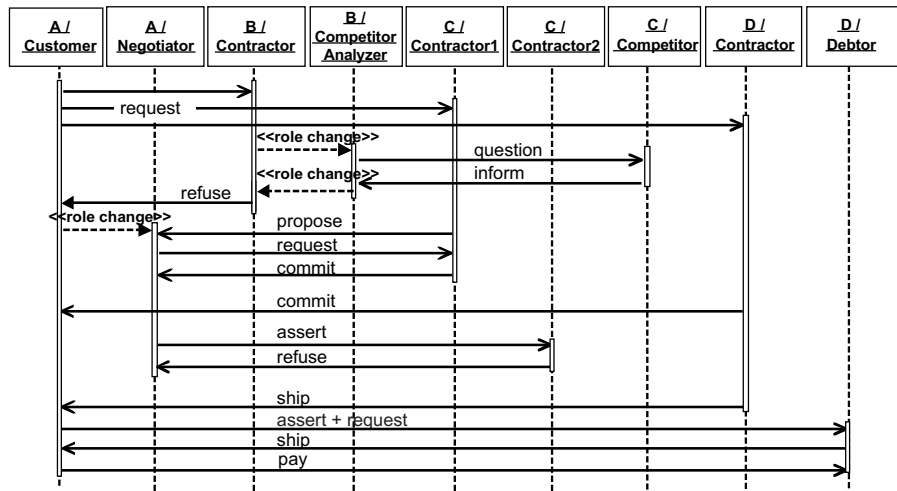 A /
Customer
A /
Negotiator
B /
Contractor
B /
Competitor
Analyzer
C /
Contractor1
C /
Contractor2
C /
Competitor
D /
Contractor
D /
Debtor
request
<<role change>>
question
<<role change>>
inform
refuse
<<role change>>
propose
request
commit
commit
assert
refuse
ship
assert + request
ship
pay